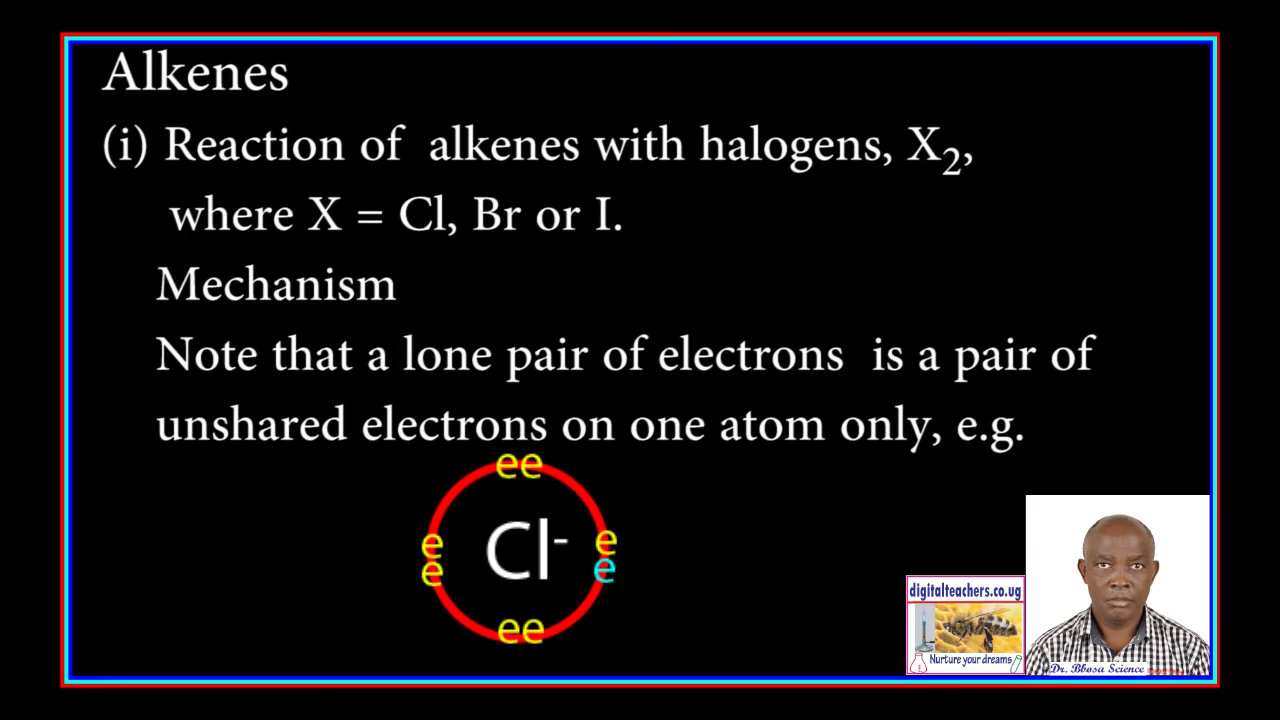 Alkenes
(i) Reaction of alkenes with halogens, X₂,
where X = Cl, Br or I.
Mechanism
Note that a lone pair of electrons is a pair of
unshared electrons on one atom only, e.g.
ee
e Cl⁻ e
e e
ee
digitalteachers.co.ug
Nurture your dreams
Dr. Bbosa Science